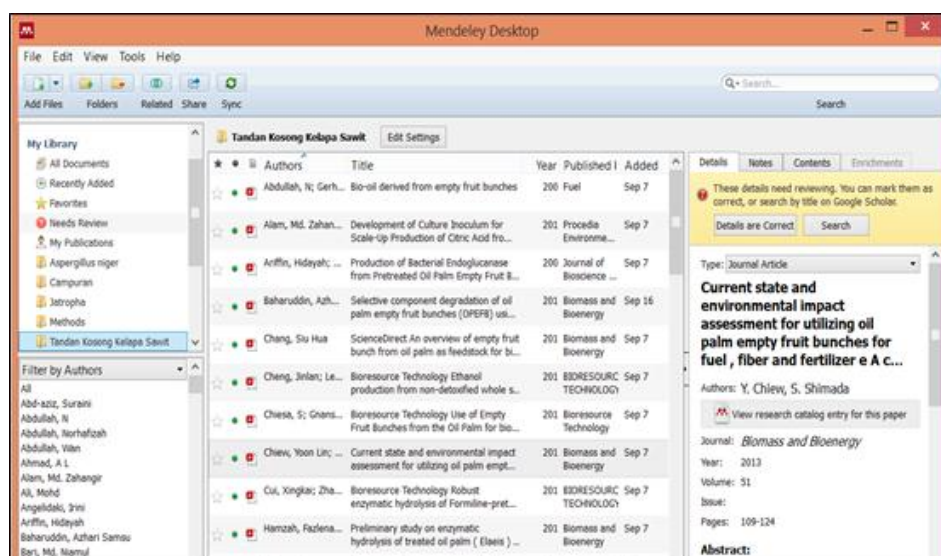 Mendeley Desktop
File Edit View Tools Help
Search...
Add Files Folders Related Share Sync Search
My Library
All Documents
Recently Added
Favorites
Needs Review
My Publications
Aspergillus niger
Campuran
Jatropha
Methods
Tandan Kosong Kelapa Sawit
Filter by Authors
All
Abd-aziz, Suraini
Abdullah, N
Abdullah, Norhafizah
Abdullah, Wan
Ahmad, A L
Alam, Md. Zahangir
Ali, Mohd
Angelidaki, Irini
Ariffin, Hidayah
Baharuddin, Azhari Samsu
Bari, Md. Niamul
Tandan Kosong Kelapa Sawit Edit Settings
Authors Title Year Published I Added
Abdullah, N; Gerh... Bio-oil derived from empty fruit bunches 200 Fuel Sep 7
Alam, Md. Zahan... Development of Culture Inoculum for 201 Procedia Sep 7
Scale-Up Production of Citric Acid fro... Environme...
Ariffin, Hidayah; ... Production of Bacterial Endoglucanase 200 Journal of Sep 7
from Pretreated Oil Palm Empty Fruit B... Bioscience ...
Baharuddin, Azh... Selective component degradation of oil 201 Biomass and Sep 16
palm empty fruit bunches (OPEFB) usi... Bioenergy
Chang, Siu Hua ScienceDirect An overview of empty fruit 201 Biomass and Sep 7
bunch from oil palm as feedstock for bi... Bioenergy
Cheng, Jinlan; Le... Bioresource Technology Ethanol 201 BIORESOURC Sep 7
production from non-detoxified whole s... TECHNOLOGY
Chiesa, S; Gnans... Bioresource Technology Use of Empty 201 Bioresource Sep 7
Fruit Bunches from the Oil Palm for bio... Technology
Chiew, Yoon Lin; ... Current state and environmental impact 201 Biomass and Sep 7
assessment for utilizing oil palm empt... Bioenergy
Cui, Xingkai; Zha... Bioresource Technology Robust 201 BIORESOURC Sep 7
enzymatic hydrolysis of Formiline-pret... TECHNOLOGY
Hamzah, Fazlena... Preliminary study on enzymatic 201 Biomass and Sep 7
hydrolysis of treated oil palm ( Elaeis ) ... Bioenergy
Details Notes Contents Enrichments
These details need reviewing. You can mark them as
correct, or search by title on Google Scholar.
Details are Correct Search
Type: Journal Article
Current state and
environmental impact
assessment for utilizing oil
palm empty fruit bunches for
fuel , fiber and fertilizer e A c...
Authors: Y. Chiew, S. Shimada
View research catalog entry for this paper
Journal: Biomass and Bioenergy
Year: 2013
Volume: 51
Issue:
Pages: 109-124
Abstract: